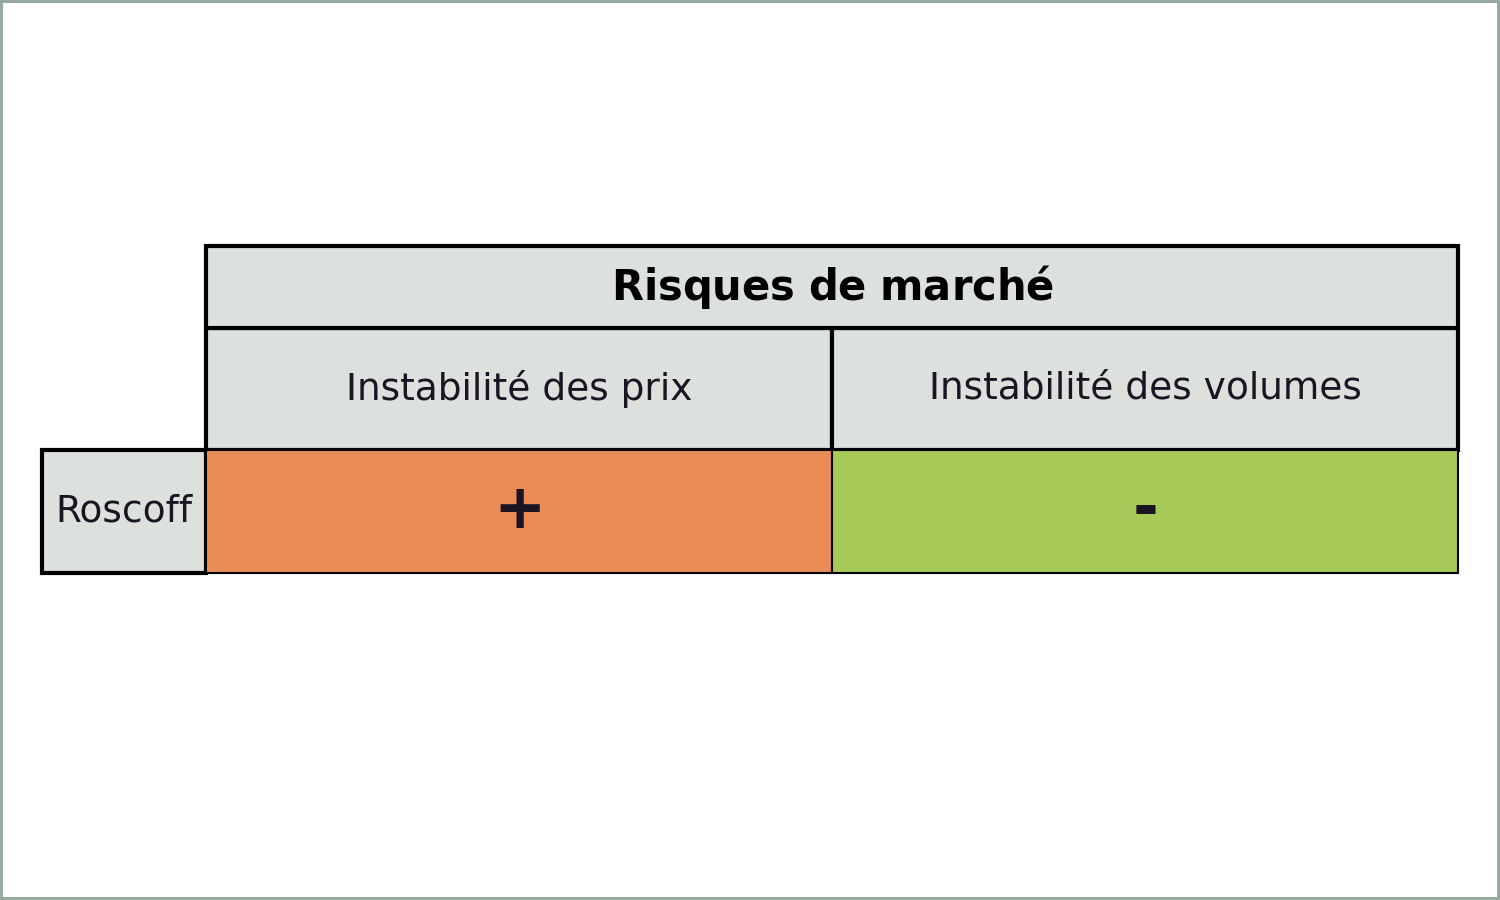 Risques de marché
Instabilité des prix
Instabilité des volumes
Roscoff
+
-